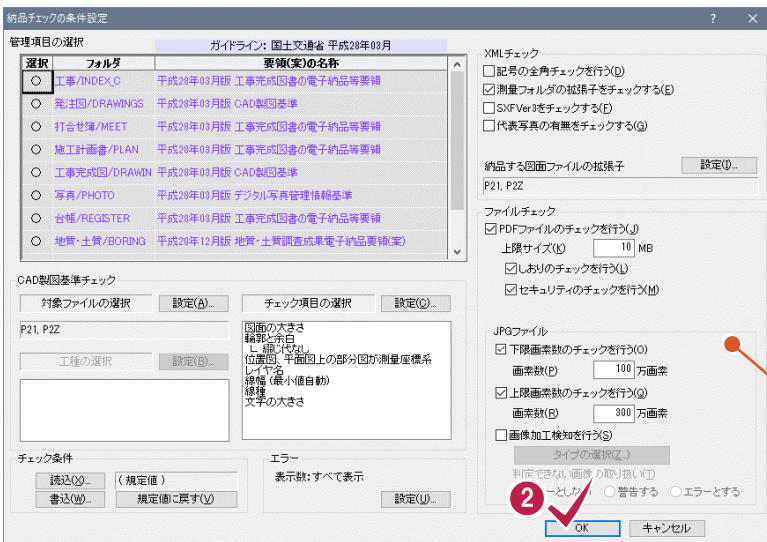 納品チェックの条件設定
管理項目の選択
ガイドライン: 国土交通省 平成28年03月
選択 フォルダ 要領(案)の名称
○ 工事/INDEX_C 平成28年03月版 工事完成図書の電子納品等要領
○ 発注図/DRAWINGS 平成28年03月版 CAD製図基準
○ 打合せ簿/MEET 平成28年03月版 工事完成図書の電子納品等要領
○ 施工計画書/PLAN 平成28年03月版 工事完成図書の電子納品等要領
○ 工事完成図/DRAWIN 平成28年03月版 CAD製図基準
○ 写真/PHOTO 平成28年03月版 デジタル写真管理情報基準
○ 台帳/REGISTER 平成28年03月版 工事完成図書の電子納品等要領
○ 地質・土質/BORING 平成20年12月版 地質・土質調査成果電子納品要領(案)
CAD製図基準チェック
対象ファイルの選択 設定(A)...
P21, P2Z
工種の選択 設定(B)...
チェック項目の選択 設定(C)...
図面の大きさ
輪郭と余白
└ 綴じ代なし
位置図、平面図上の部分図が測量座標系
レイヤ名
線幅 (最小値自動)
線種
文字の大きさ
チェック条件
読込(X)... ( 規定値 )
書込(W)... 規定値に戻す(V)
エラー
表示数: すべて表示
設定(U)...
XMLチェック
記号の全角チェックを行う(D)
測量フォルダの拡張子をチェックする(E)
SXFVer3をチェックする(F)
代表写真の有無をチェックする(G)
納品する図面ファイルの拡張子 設定(I)...
P21, P2Z
ファイルチェック
PDFファイルのチェックを行う(J)
上限サイズ(K) 10 MB
しおりのチェックを行う(L)
セキュリティのチェックを行う(M)
JPGファイル
下限画素数のチェックを行う(O)
画素数(P) 100 万画素
上限画素数のチェックを行う(Q)
画素数(R) 300 万画素
画像加工検知を行う(S)
タイプの選択(Z...)
判定できない画像の取り扱い(T)
ーとしない 警告する エラーとする
2
OK キャンセル